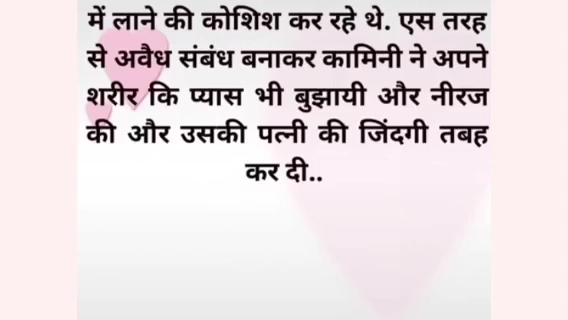 में लाने की कोशिश कर रहे थे. एस तरह
से अवैध संबंध बनाकर कामिनी ने अपने
शरीर कि प्यास भी बुझायी और नीरज
की और उसकी पत्नी की जिंदगी तबह
कर दी..